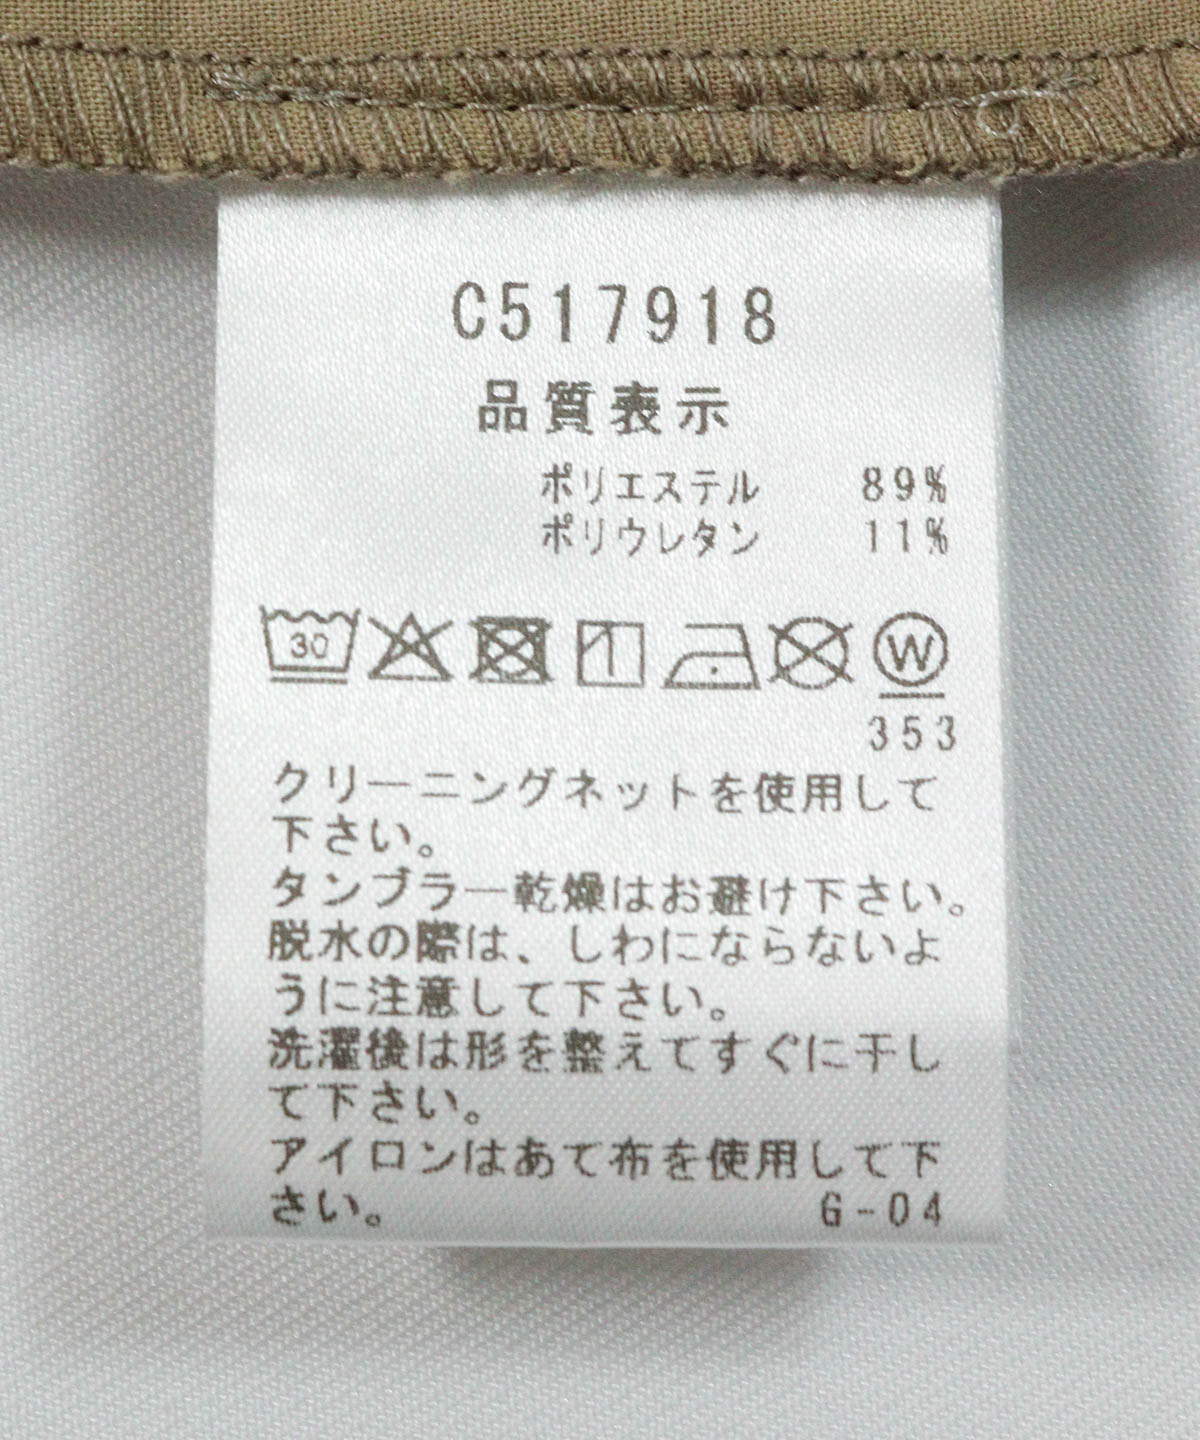 C517918
品質表示
ポリエステル 89%
ポリウレタン 11%
30 W
353
クリーニングネットを使用して
下さい。
タンブラー乾燥はお避け下さい。
脱水の際は、しわにならないよ
うに注意して下さい。
洗濯後は形を整えてすぐに干し
て下さい。
アイロンはあて布を使用して下
さい。 G-04